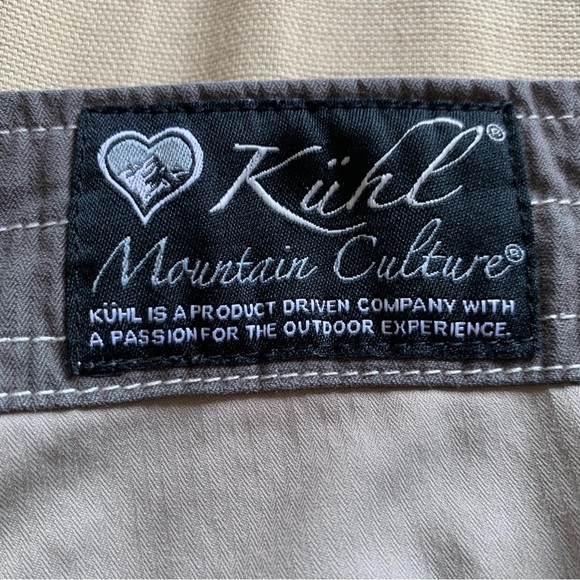 Kühl®
Mountain Culture®
KÜHL IS A PRODUCT DRIVEN COMPANY WITH
A PASSION FOR THE OUTDOOR EXPERIENCE.